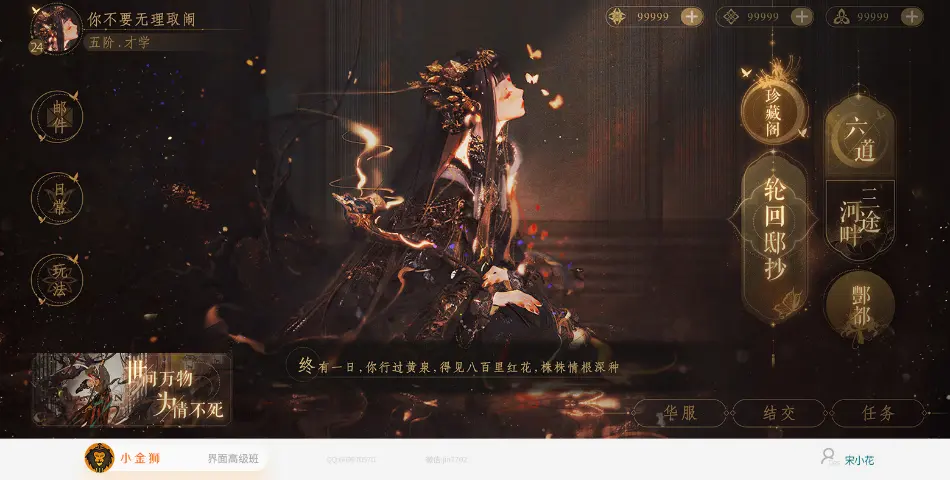 你不要无理取闹
24
五阶.才学
99999
99999
99999
邮件
日常
玩法
珍藏阁
轮回邸抄
六道
三途河畔
酆都
世间万物
为情不死
终有一日,你行过黄泉,得见八百里红花,株株情根深种
华服
结交
任务
小金狮
界面高级班
宋小花